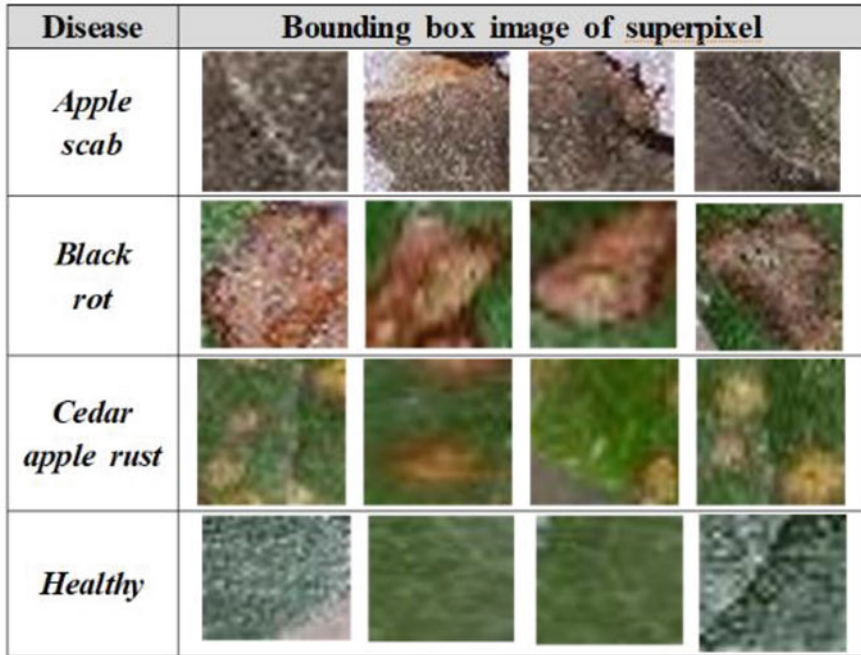 Disease
Bounding box image of superpixel
Apple
scab
Black
rot
Cedar
apple rust
Healthy